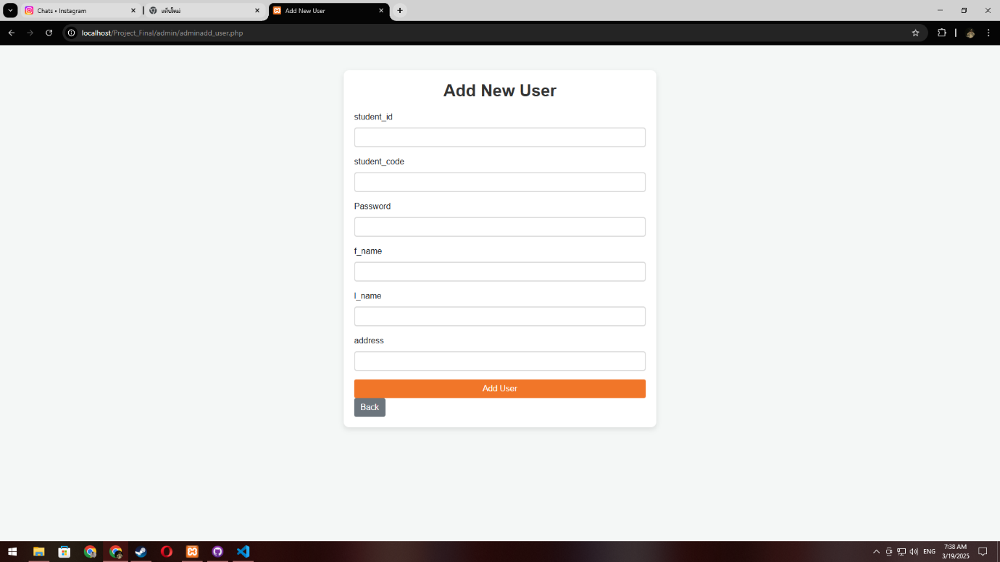 Chats • Instagram
แท็บใหม่
Add New User
localhost/Project_Final/admin/adminadd_user.php
Add New User
student_id
student_code
Password
f_name
l_name
address
Add User
Back
ENG
7:38 AM
3/19/2025